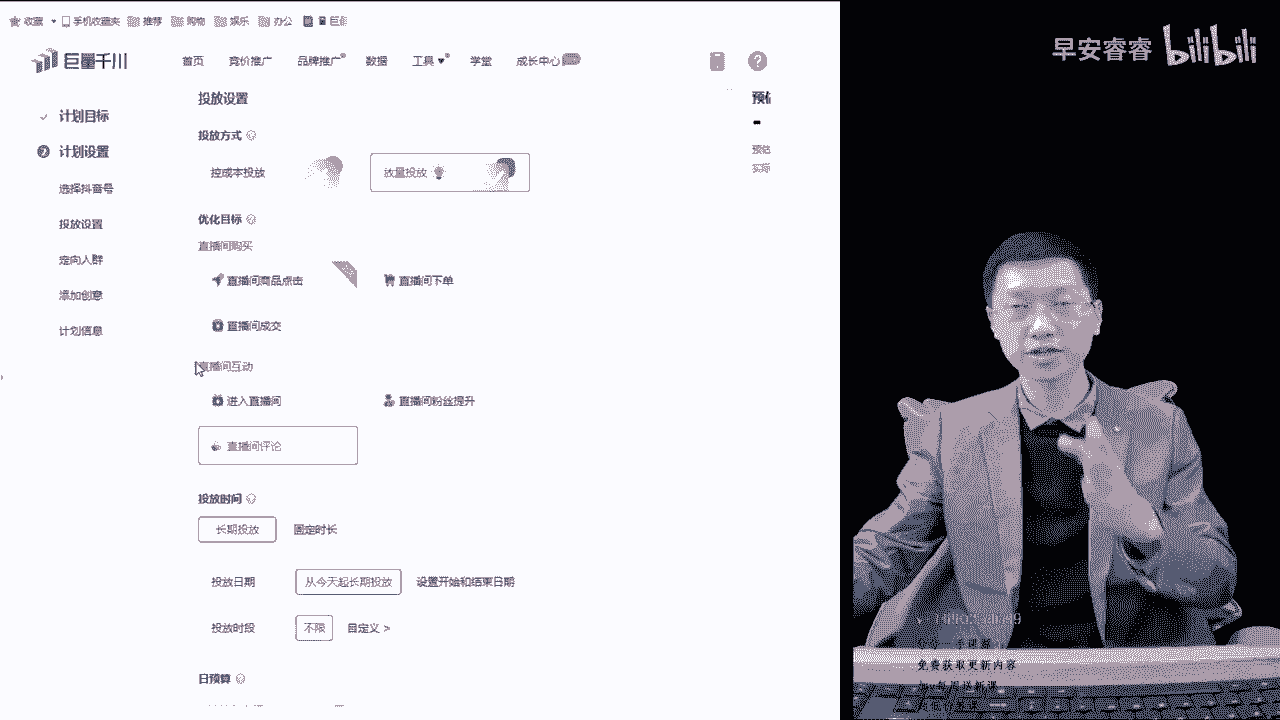 收藏 手机收藏夹 推荐 购物 娱乐 办公 巨
巨量千川 首页 竞价推广 品牌推广 数据 工具 学堂 成长中心
早安睿睿 bilibili
计划目标
计划设置
选择抖音号
投放设置
定向人群
添加创意
计划信息
投放设置
投放方式
控成本投放 放量投放
优化目标
直播间购买
直播间商品点击 直播间下单
直播间成交
直播间互动
进入直播间 直播间粉丝提升
直播间评论
投放时间
长期投放 固定时长
投放日期 从今天起长期投放 设置开始和结束日期
投放时段 不限 自定义 >
日预算
预估
预估
实际
免费获取更新内容